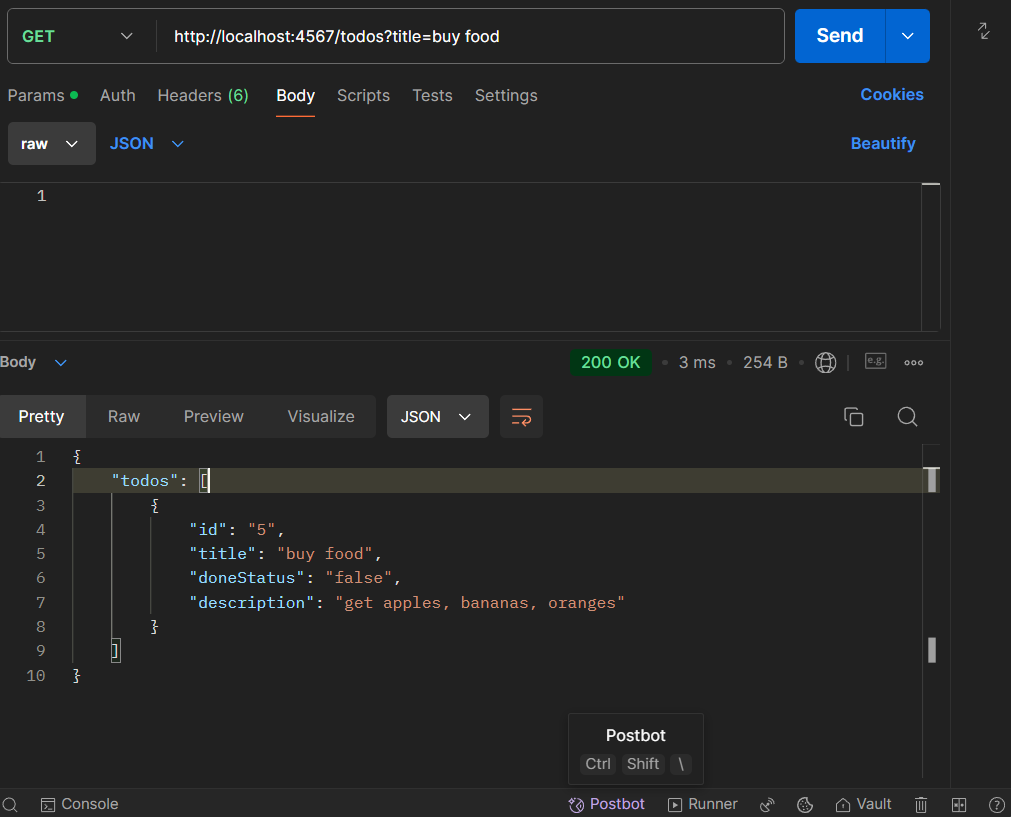 GET http://localhost:4567/todos?title=buy food Send
Params Auth Headers (6) Body Scripts Tests Settings Cookies
raw JSON Beautify
1
Body 200 OK 3 ms 254 B e.g.
Pretty Raw Preview Visualize JSON
1 {
2 "todos": [
3 {
4 "id": "5",
5 "title": "buy food",
6 "doneStatus": "false",
7 "description": "get apples, bananas, oranges"
8 }
9 ]
10 }
Postbot
Ctrl Shift \
Console Postbot Runner Vault